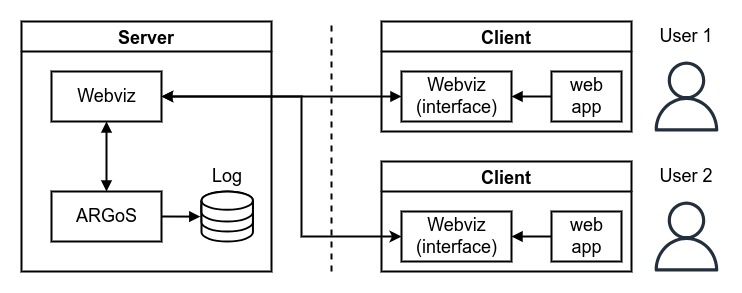 Server
Webviz
ARGoS
Log
Client
Webviz
(interface)
web
app
User 1
Client
Webviz
(interface)
web
app
User 2